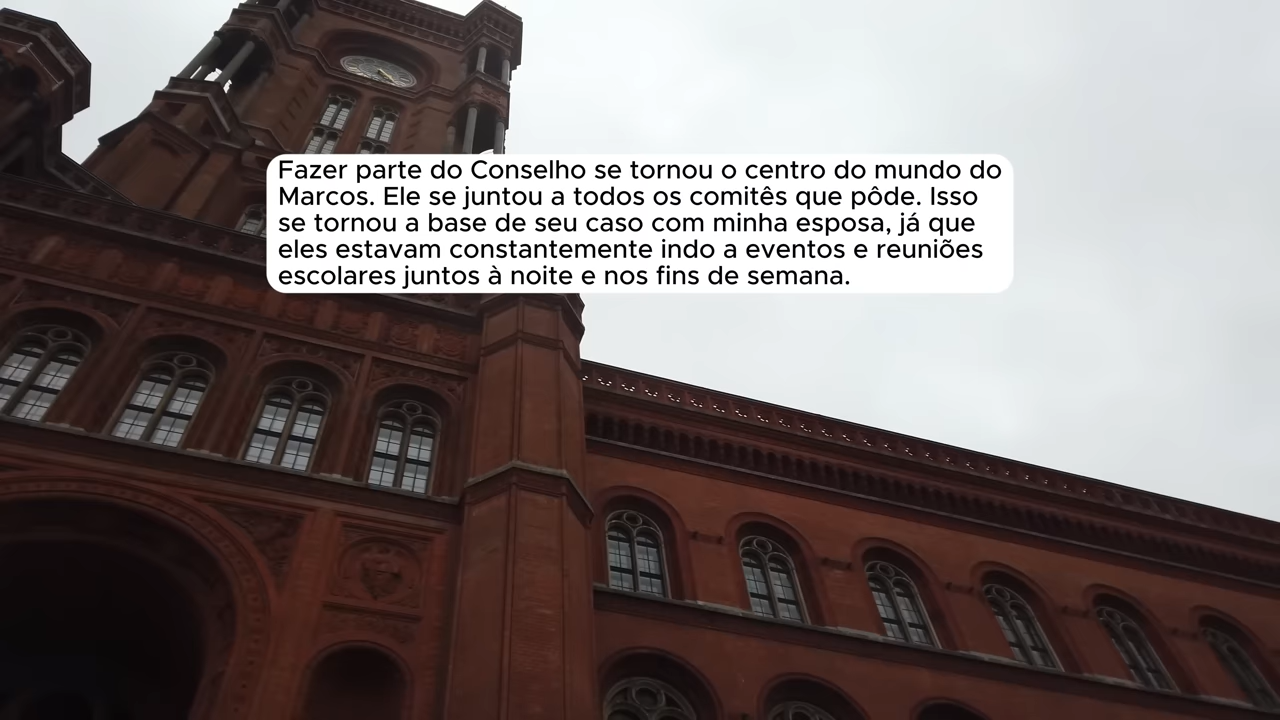 Fazer parte do Conselho se tornou o centro do mundo do
Marcos. Ele se juntou a todos os comitês que pôde. Isso
se tornou a base de seu caso com minha esposa, já que
eles estavam constantemente indo a eventos e reuniões
escolares juntos à noite e nos fins de semana.